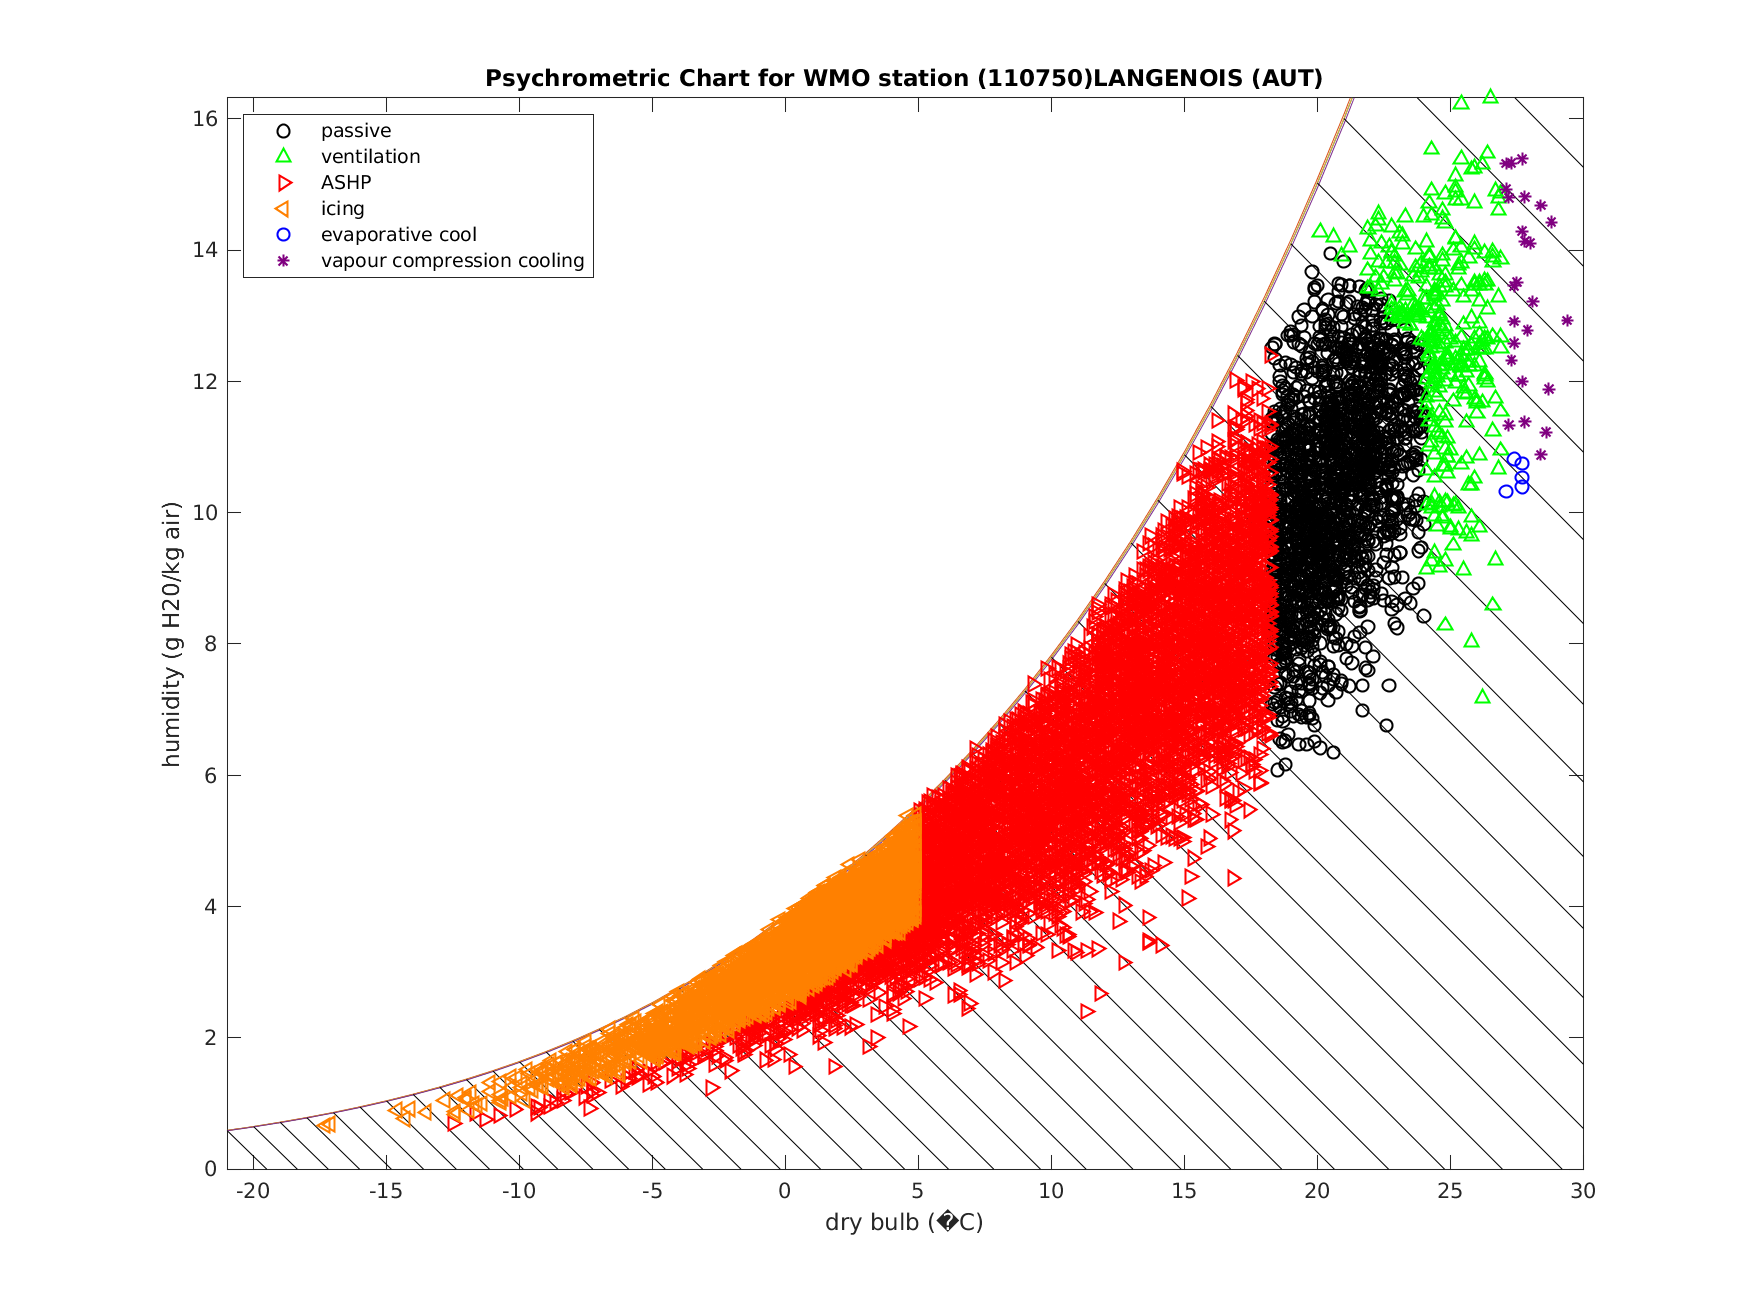 Psychrometric Chart for WMO station (110750)LANGENOIS (AUT)
passive
ventilation
ASHP
icing
evaporative cool
vapour compression cooling
humidity (g H20/kg air)
16
14
12
10
8
6
4
2
0
-20 -15 -10 -5 0 5 10 15 20 25 30
dry bulb (�C)